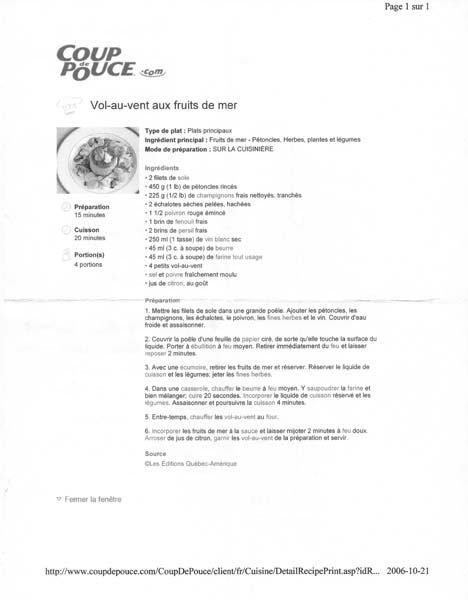 Page 1 sur 1
COUP
de
POUCE.com
Vol-au-vent aux fruits de mer
Type de plat : Plats principaux
Ingrédient principal : Fruits de mer - Pétoncles, Herbes, plantes et légumes
Mode de préparation : SUR LA CUISINIÈRE
Ingrédients
• 2 filets de sole
• 450 g (1 lb) de pétoncles rincés
• 225 g (1/2 lb) de champignons frais nettoyés, tranchés
• 2 échalotes sèches pelées, hachées
• 1 1/2 poivron rouge émincé
• 1 brin de fenouil frais
• 2 brins de persil frais
• 250 ml (1 tasse) de vin blanc sec
• 45 ml (3 c. à soupe) de beurre
• 45 ml (3 c. à soupe) de farine tout usage
• 4 petits vol-au-vent
• sel et poivre fraîchement moulu
• jus de citron, au goût
Préparation
15 minutes
Cuisson
20 minutes
Portion(s)
4 portions
Préparation
1. Mettre les filets de sole dans une grande poêle. Ajouter les pétoncles, les
champignons, les échalotes, le poivron, les fines herbes et le vin. Couvrir d'eau
froide et assaisonner.
2. Couvrir la poêle d'une feuille de papier ciré, de sorte qu'elle touche la surface du
liquide. Porter à ébullition à feu moyen. Retirer immédiatement du feu et laisser
reposer 2 minutes.
3. Avec une écumoire, retirer les fruits de mer et réserver. Réserver le liquide de
cuisson et les légumes; jeter les fines herbes.
4. Dans une casserole, chauffer le beurre à feu moyen. Y saupoudrer la farine et
bien mélanger; cuire 20 secondes. Incorporer le liquide de cuisson réservé et les
légumes. Assaisonner et poursuivre la cuisson 4 minutes.
5. Entre-temps, chauffer les vol-au-vent au four.
6. Incorporer les fruits de mer à la sauce et laisser mijoter 2 minutes à feu doux.
Arroser de jus de citron, garnir les vol-au-vent de la préparation et servir.
Source
©Les Éditions Québec-Amérique
Fermer la fenêtre
http://www.coupdepouce.com/CoupDePouce/client/fr/Cuisine/DetailRecipePrint.asp?idR... 2006-10-21